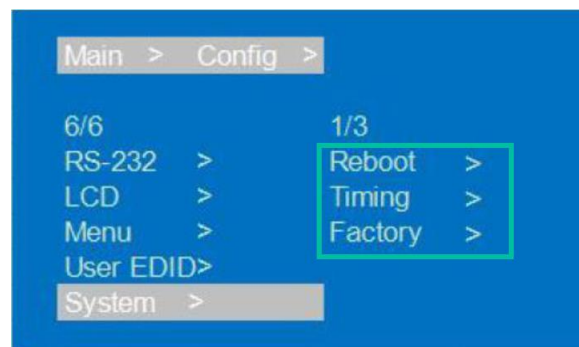 Main > Config >
6/6 1/3
RS-232 > Reboot >
LCD > Timing >
Menu > Factory >
User EDID>
System >